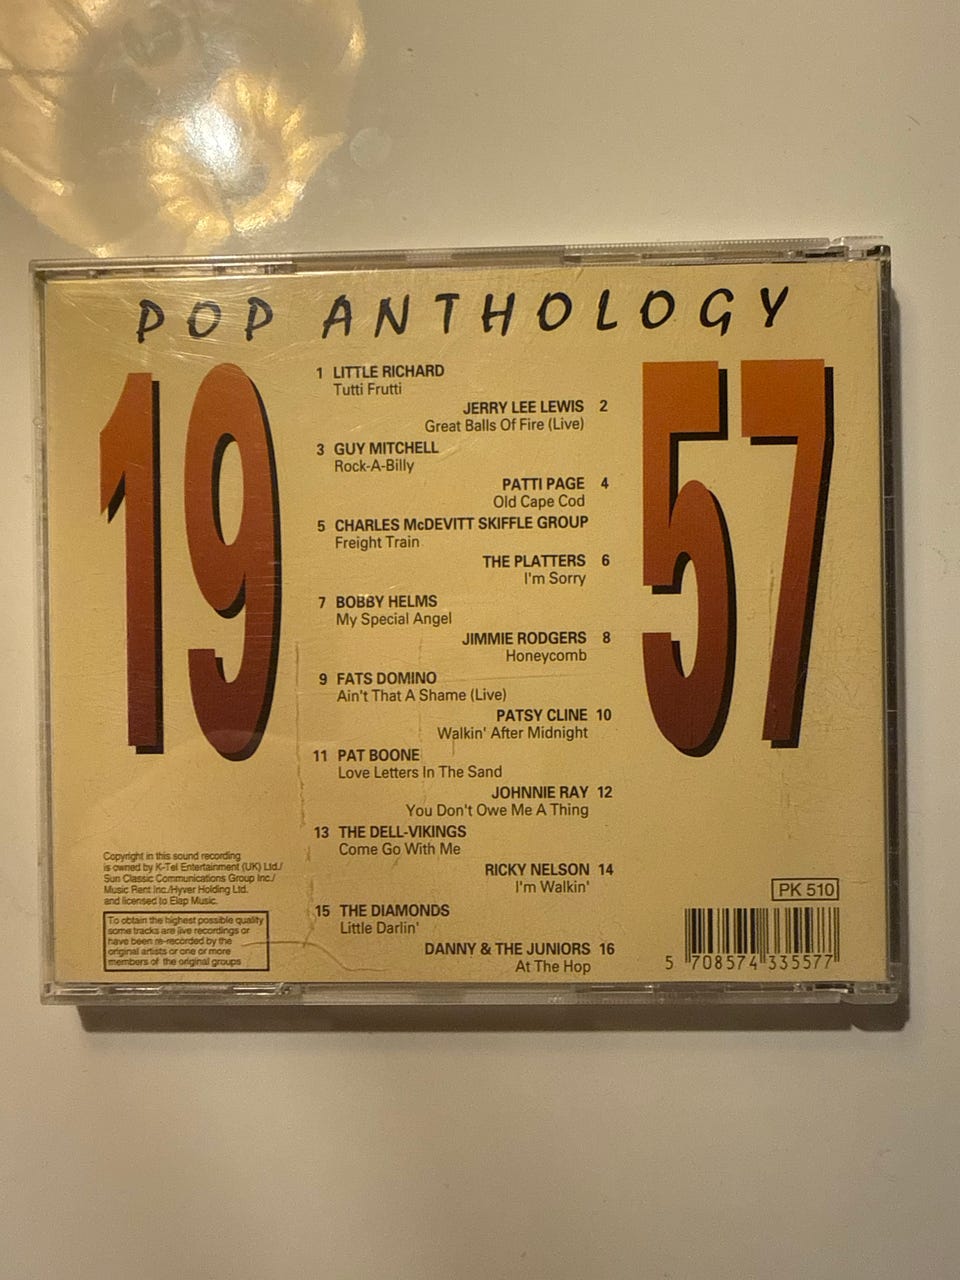 POP ANTHOLOGY
19
57
1 LITTLE RICHARD
Tutti Frutti
JERRY LEE LEWIS 2
Great Balls Of Fire (Live)
3 GUY MITCHELL
Rock-A-Billy
PATTI PAGE 4
Old Cape Cod
5 CHARLES McDEVITT SKIFFLE GROUP
Freight Train
THE PLATTERS 6
I'm Sorry
7 BOBBY HELMS
My Special Angel
JIMMIE RODGERS 8
Honeycomb
9 FATS DOMINO
Ain't That A Shame (Live)
PATSY CLINE 10
Walkin' After Midnight
11 PAT BOONE
Love Letters In The Sand
JOHNNIE RAY 12
You Don't Owe Me A Thing
13 THE DELL-VIKINGS
Come Go With Me
RICKY NELSON 14
I'm Walkin'
15 THE DIAMONDS
Little Darlin'
DANNY & THE JUNIORS 16
At The Hop
Copyright in this sound recording
is owned by K-Tel Entertainment (UK) Ltd./
Sun Classic Communications Group Inc./
Music Rent Inc./Hyver Holding Ltd.
and licensed to Elap Music.
To obtain the highest possible quality
some tracks are live recordings or
have been re-recorded by the
original artists or one or more
members of the original groups
PK 510
5 708574 335577